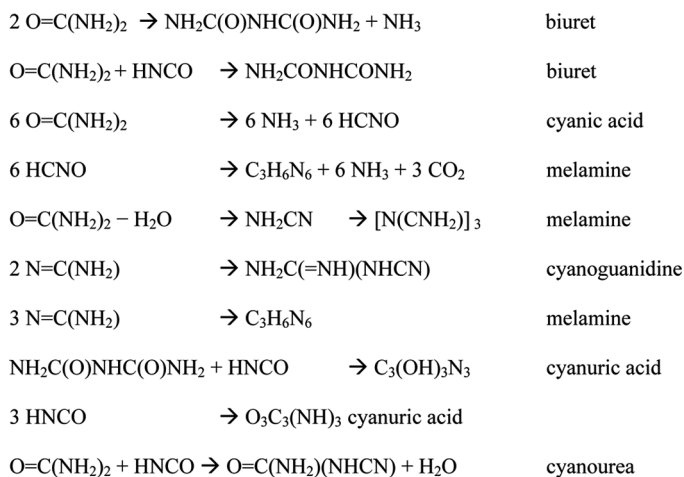 2 O=C(NH₂)₂ → NH₂C(O)NHC(O)NH₂ + NH₃ biuret
O=C(NH₂)₂ + HNCO → NH₂CONHCONH₂ biuret
6 O=C(NH₂)₂ → 6 NH₃ + 6 HCNO cyanic acid
6 HCNO → C₃H₆N₆ + 6 NH₃ + 3 CO₂ melamine
O=C(NH₂)₂ − H₂O → NH₂CN → [N(CNH₂)]₃ melamine
2 N=C(NH₂) → NH₂C(=NH)(NHCN) cyanoguanidine
3 N=C(NH₂) → C₃H₆N₆ melamine
NH₂C(O)NHC(O)NH₂ + HNCO → C₃(OH)₃N₃ cyanuric acid
3 HNCO → O₃C₃(NH)₃ cyanuric acid
O=C(NH₂)₂ + HNCO → O=C(NH₂)(NHCN) + H₂O cyanourea